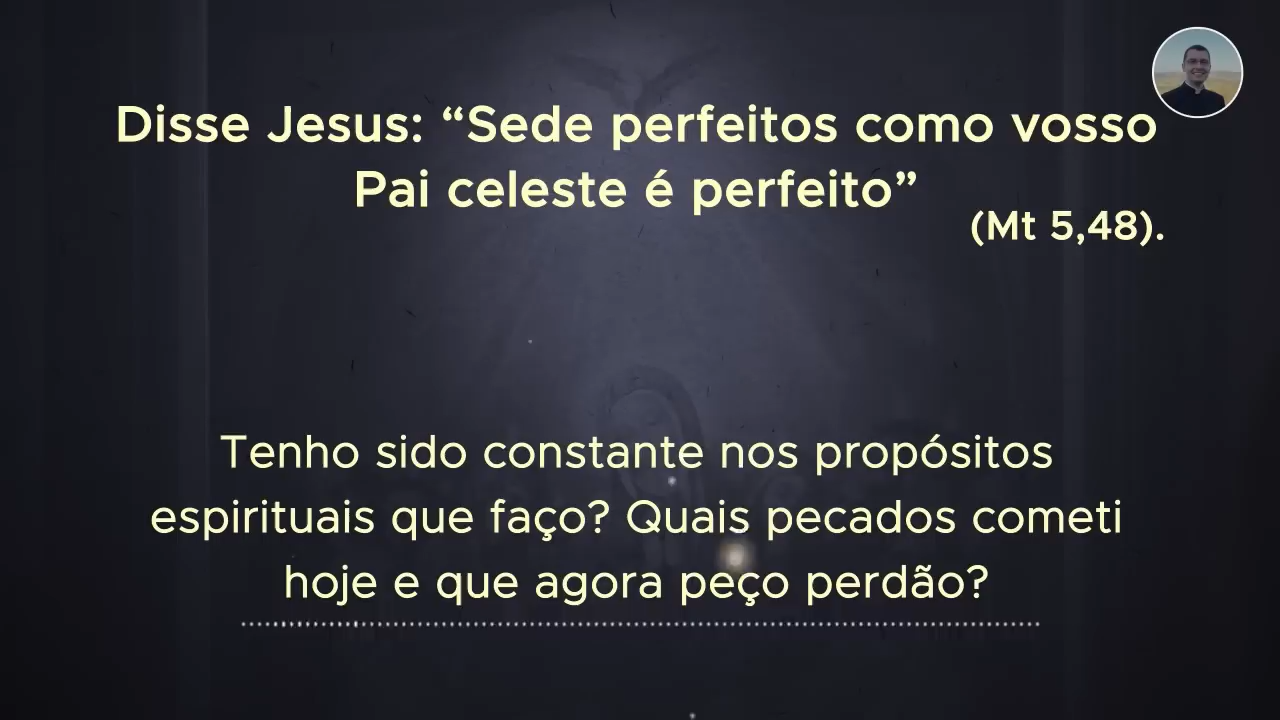 Disse Jesus: “Sede perfeitos como vosso
Pai celeste é perfeito”
(Mt 5,48).
Tenho sido constante nos propósitos
espirituais que faço? Quais pecados cometi
hoje e que agora peço perdão?